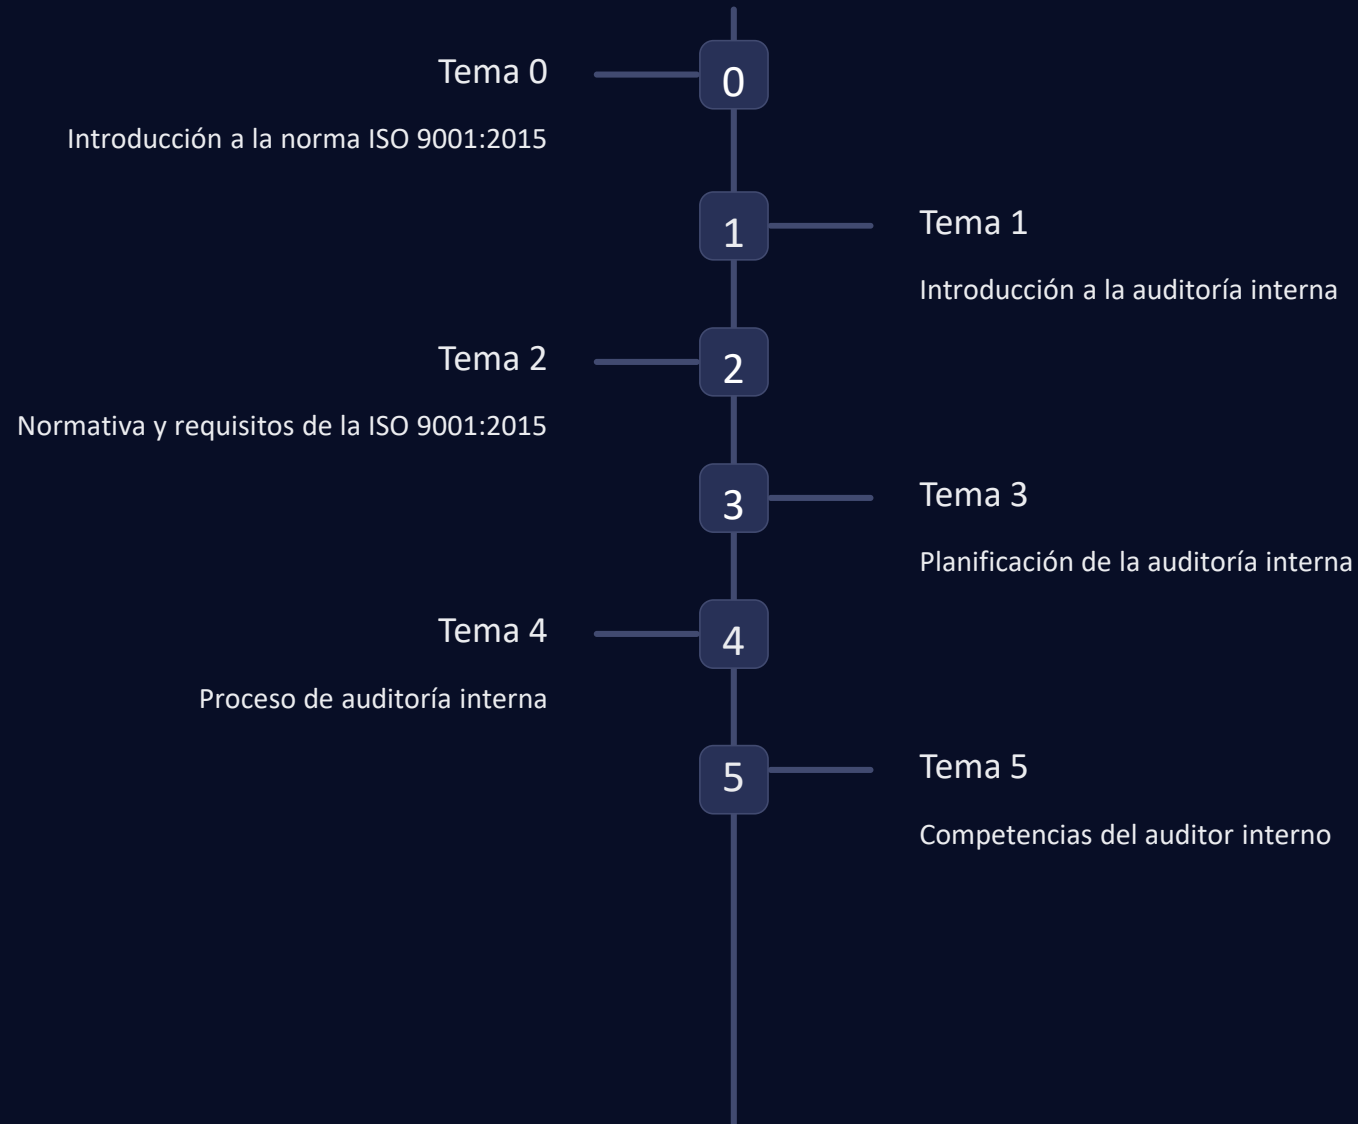 Tema 0
0
Introducción a la norma ISO 9001:2015
1
Tema 1
Introducción a la auditoría interna
Tema 2
2
Normativa y requisitos de la ISO 9001:2015
3
Tema 3
Planificación de la auditoría interna
Tema 4
4
Proceso de auditoría interna
5
Tema 5
Competencias del auditor interno